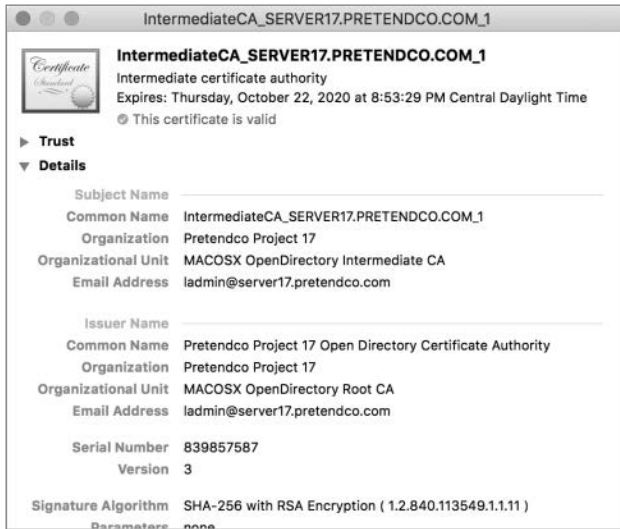 IntermediateCA_SERVER17.PRETENDCO.COM_1
Certificate
Standard
IntermediateCA_SERVER17.PRETENDCO.COM_1
Intermediate certificate authority
Expires: Thursday, October 22, 2020 at 8:53:29 PM Central Daylight Time
This certificate is valid
Trust
Details
Subject Name
Common Name IntermediateCA_SERVER17.PRETENDCO.COM_1
Organization Pretendco Project 17
Organizational Unit MACOSX OpenDirectory Intermediate CA
Email Address ladmin@server17.pretendco.com
Issuer Name
Common Name Pretendco Project 17 Open Directory Certificate Authority
Organization Pretendco Project 17
Organizational Unit MACOSX OpenDirectory Root CA
Email Address ladmin@server17.pretendco.com
Serial Number 839857587
Version 3
Signature Algorithm SHA-256 with RSA Encryption ( 1.2.840.113549.1.1.11 )
Parameters none